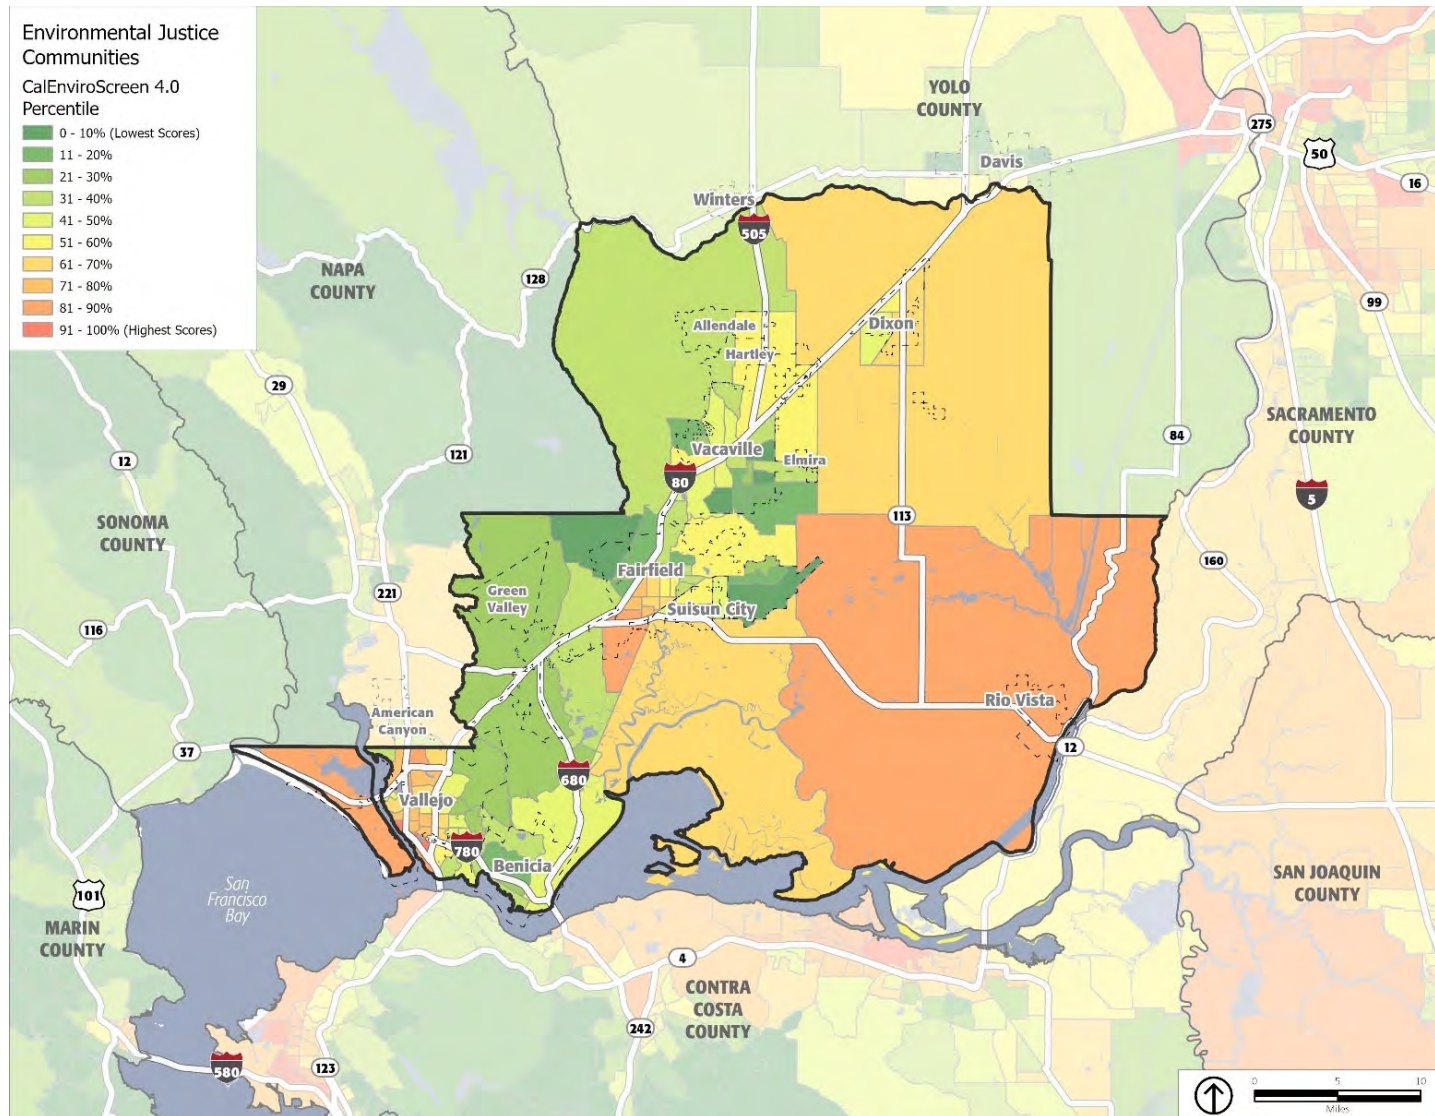 Environmental Justice
Communities
CalEnviroScreen 4.0
Percentile
0 - 10% (Lowest Scores)
11 - 20%
21 - 30%
31 - 40%
41 - 50%
51 - 60%
61 - 70%
71 - 80%
81 - 90%
91 - 100% (Highest Scores)
YOLO
COUNTY
275
50
Davis
16
Winters
505
NAPA
COUNTY
128
99
Allendale
Dixon
Hartley
29
SACRAMENTO
COUNTY
84
12
121
Vacaville
Elmira
80
5
SONOMA
COUNTY
113
160
Fairfield
Green
Valley
221
Suisun City
116
Rio Vista
American
Canyon
37
12
680
Vallejo
780
Benicia
San
Francisco
Bay
101
MARIN
COUNTY
SAN JOAQUIN
COUNTY
4
CONTRA
COSTA
COUNTY
242
580
123
0 5 10
Miles